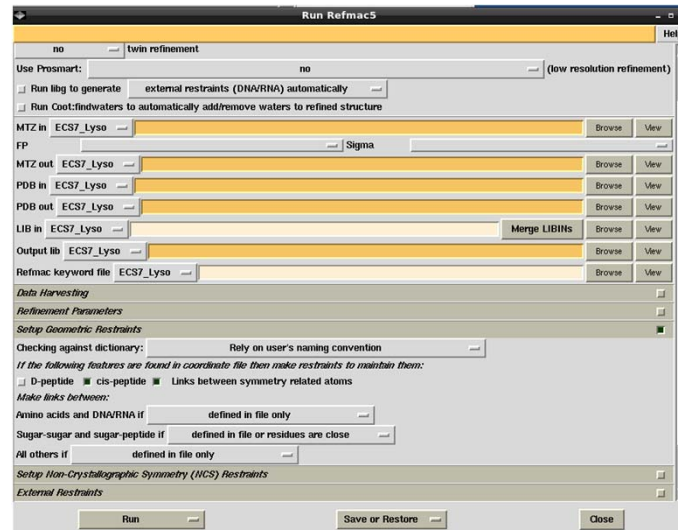 Run Refmac5
Hel
no twin refinement
Use Prosmart: no (low resolution refinement)
Run libg to generate external restraints (DNA/RNA) automatically
Run Coot:findwaters to automatically add/remove waters to refined structure
MTZ in ECS7_Lyso Browse View
FP Sigma
MTZ out ECS7_Lyso Browse View
PDB in ECS7_Lyso Browse View
PDB out ECS7_Lyso Browse View
LIB in ECS7_Lyso Merge LIBINs Browse View
Output lib ECS7_Lyso Browse View
Refmac keyword file ECS7_Lyso Browse View
Data Harvesting
Refinement Parameters
Setup Geometric Restraints
Checking against dictionary: Rely on user's naming convention
If the following features are found in coordinate file then make restraints to maintain them:
D-peptide cis-peptide Links between symmetry related atoms
Make links between:
Amino acids and DNA/RNA if defined in file only
Sugar-sugar and sugar-peptide if defined in file or residues are close
All others if defined in file only
Setup Non-Crystallographic Symmetry (NCS) Restraints
External Restraints
Run Save or Restore Close